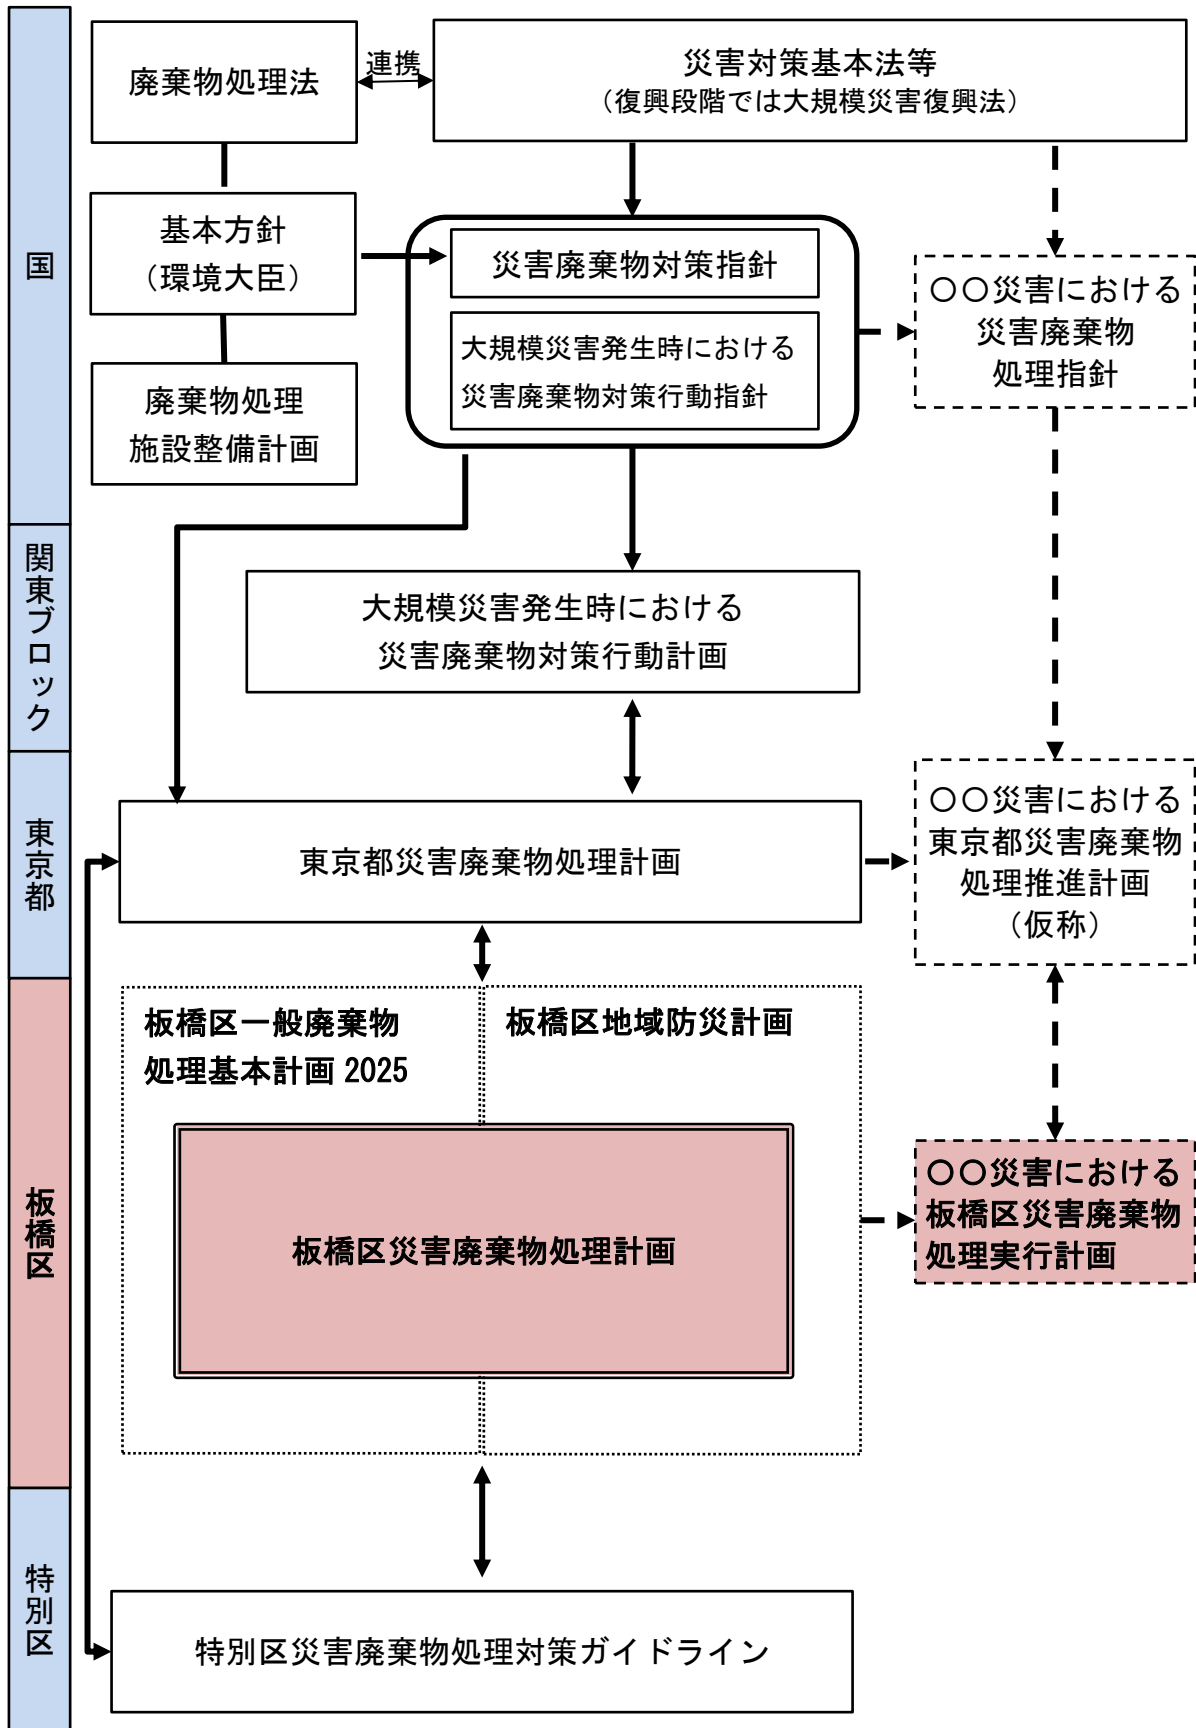 国
廃棄物処理法
連携
災害対策基本法等
（復興段階では大規模災害復興法）
基本方針
（環境大臣）
災害廃棄物対策指針
大規模災害発生時における
災害廃棄物対策行動指針
〇〇災害における
災害廃棄物
処理指針
廃棄物処理
施設整備計画
関東ブロック
大規模災害発生時における
災害廃棄物対策行動計画
東京都
東京都災害廃棄物処理計画
〇〇災害における
東京都災害廃棄物
処理推進計画
（仮称）
板橋区
板橋区一般廃棄物
処理基本計画 2025
板橋区地域防災計画
板橋区災害廃棄物処理計画
〇〇災害における
板橋区災害廃棄物
処理実行計画
特別区
特別区災害廃棄物処理対策ガイドライン